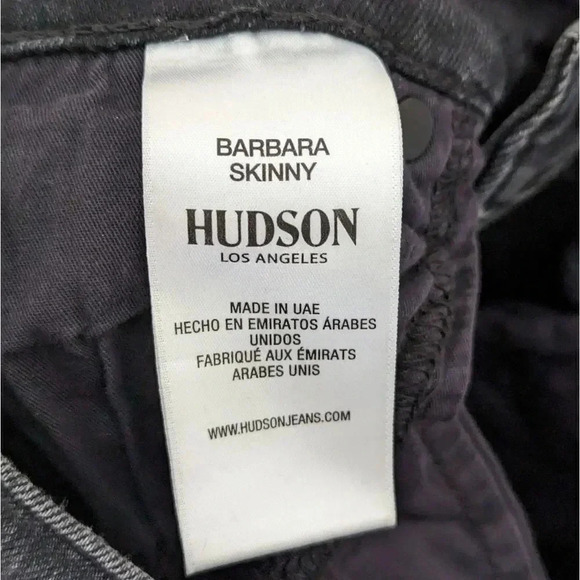 BARBARA
SKINNY
HUDSON
LOS ANGELES
MADE IN UAE
HECHO EN EMIRATOS ÁRABES
UNIDOS
FABRIQUÉ AUX ÉMIRATS
ARABES UNIS
WWW.HUDSONJEANS.COM